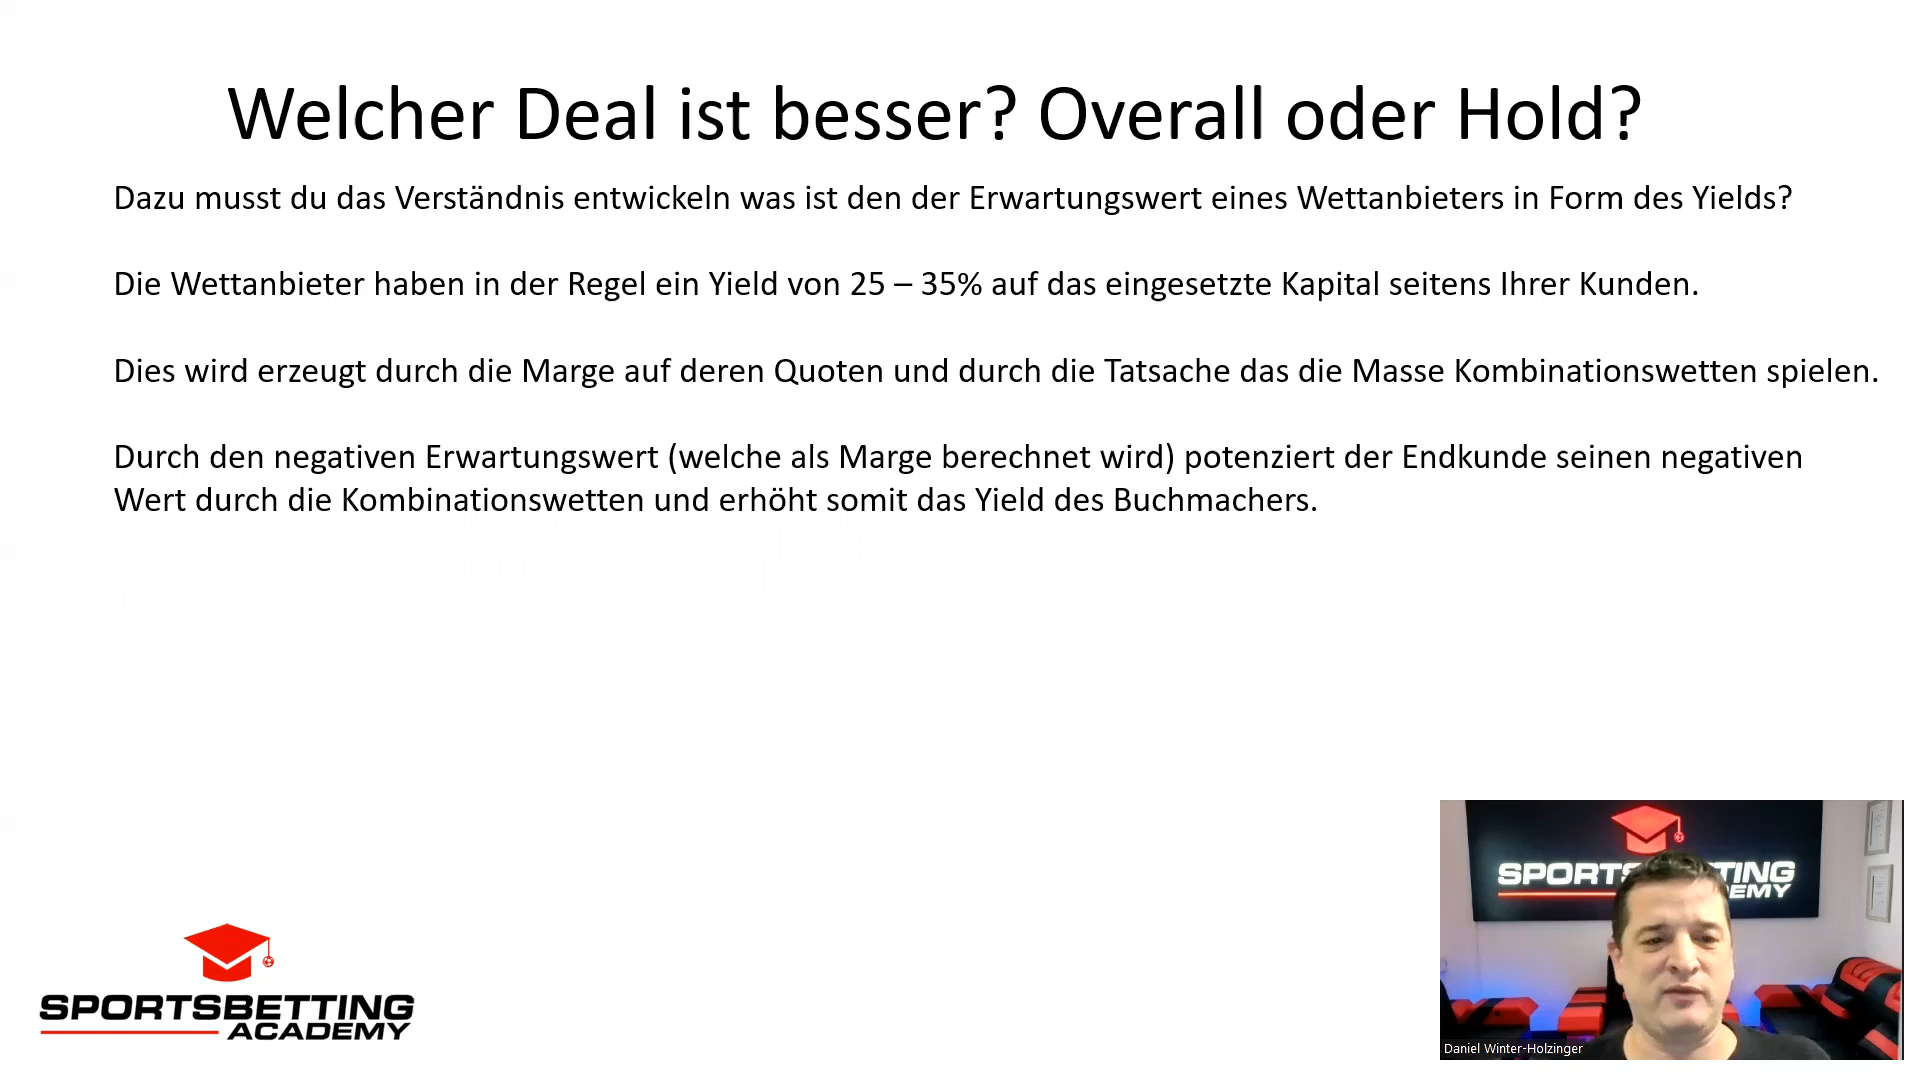 Welcher Deal ist besser? Overall oder Hold?
Dazu musst du das Verständnis entwickeln was ist den der Erwartungswert eines Wettanbieters in Form des Yields?
Die Wettanbieter haben in der Regel ein Yield von 25 – 35% auf das eingesetzte Kapital seitens Ihrer Kunden.
Dies wird erzeugt durch die Marge auf deren Quoten und durch die Tatsache das die Masse Kombinationswetten spielen.
Durch den negativen Erwartungswert (welche als Marge berechnet wird) potenziert der Endkunde seinen negativen
Wert durch die Kombinationswetten und erhöht somit das Yield des Buchmachers.
SPORTSBETTING
ACADEMY
SPORTS TING
EMY
Daniel Winter-Holzinger